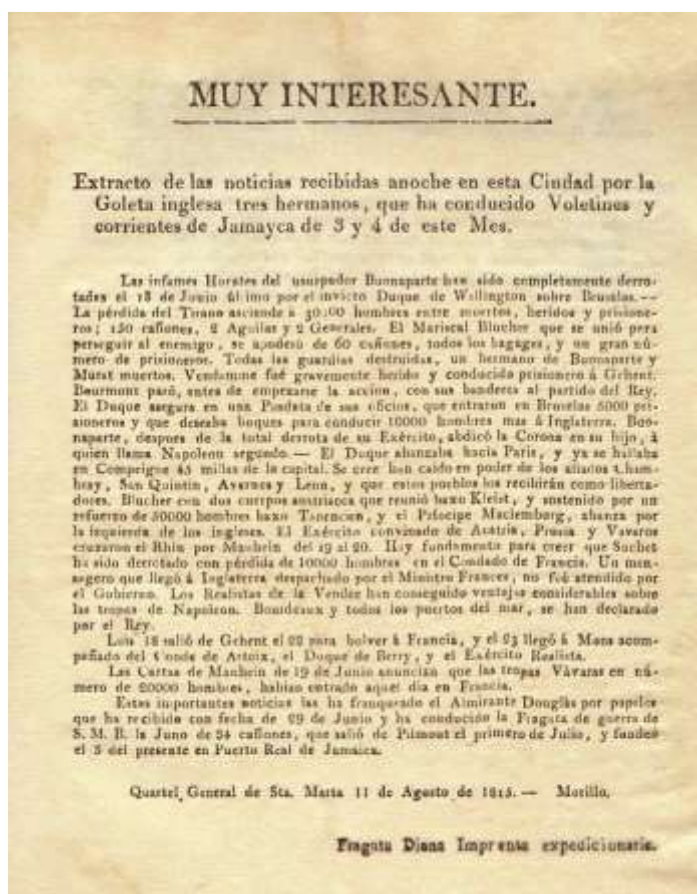 MUY INTERESANTE.
Extracto de las noticias recibidas anoche en esta Ciudad por la
Goleta inglesa tres hermanos, que ha conducido Voletines y
corrientes de Jamayca de 3 y 4 de este Mes.
Las infames Horates del usurpador Buonaparte han sido completamente derro-
tadas el 18 de Junio úl imo por el invicto Duque de Wellington sobre Bruselas.—
La pérdida del Tirano asciende á hombres entre muertos, heridos y prisione-
ros; 150 cañones, 2 Aguilas y 2 Generales. El Mariscal Blucher que se unió para
perseguir al enemigo, se apoderó de 60 cañones, todos los bagages, y un gran nú-
mero de prisioneros. Todas las guardias destruidas, un hermano de Buonaparte y
Murat muertos. Vendamme fué gravemente herido y conducido prisionero á Gehent.
Bourmont pasó, antes de empezarse la accion, con sus banderas al partido del Rey.
El Duque asegura en una Posdata de sus oficios, que entraron en Bruselas 5000 pri-
sioneros y que deseaba buques para conducir 10000 hombres mas á Inglaterra. Buo-
naparte, despues de la total derrota de su Exército, abdicó la Corona en su hijo, á
quien llama Napoleon segundo.— El Duque abanzaba hacia Paris, y ya se hallaba
en Compeigne 45 millas de la capital. Se cree han caido en poder de los aliados Cham-
bray, San Quintin, y Leon, y que estos pueblos los recibirán como liberta-
dores. Blucher con dos cuerpos que reunió baxo Kleist, y sostenido por un
refuerzo de 50000 hombres baxo y el Príncipe Maclemburg, abanza por
la izquierda de los ingleses. El Exército convinado de Austria, Prusia y Vavaros
cruzaron el Rhin por Manhein del 19 al 20. Hay fundamento para creer que Suchet
ha sido derrotado con pérdida de 10000 hombres en el Condado de Francia. Un men-
segero que llegó á Inglaterra despachado por el Ministro Frances, no fué atendido por
el Gobierno. Los Realistas de la Vendee han conseguido ventajas considerables sobre
las tropas de Napoleon. Bourdeaux y todos los puertos del mar, se han declarado
por el Rey.
Luis 18 salió de Gehent el 22 para bolver á Francia, y el 23 llegó á Mons acom-
pañado del Conde de Artoix, el Duque de Berry, y el Exército Realista.
Las Cartas de Manhein de 19 de Junio anuncian que las tropas Vávaras en nú-
mero de 20000 hombres, habian entrado aquel dia en Francia.
Estas importantes noticias las ha franqueado el Almirante Douglas por papeles
que ha recibido con fecha de 29 de Junio y ha conducido la Fragata de guerra de
S. M. B. la Juno de 34 cañones, que salió de el primero de Julio, y fondeó
el 3 del presente en Puerto Real de Jamaica.
Quartel General de Sta. Marta 11 de Agosto de 1815.— Morillo.
Fragata Diana Imprenta expedicionaria.